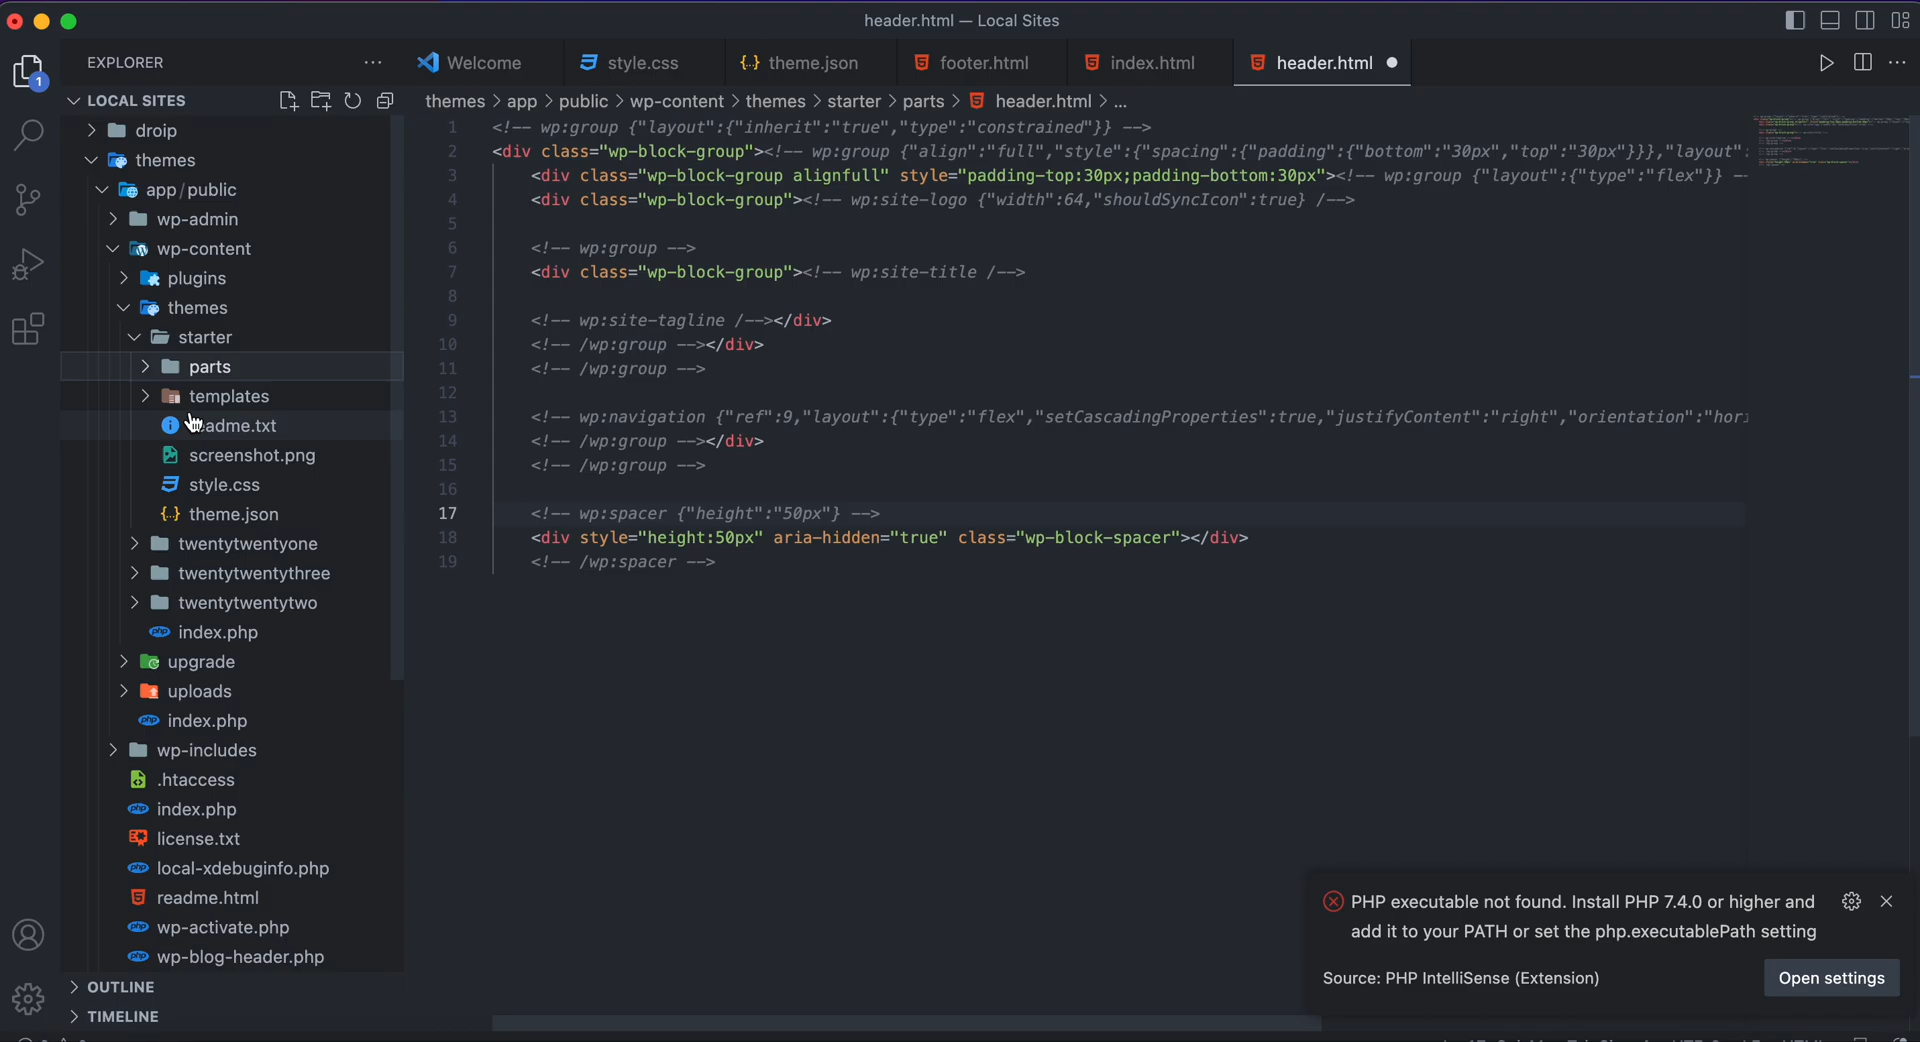 header.html — Local Sites
EXPLORER
Welcome
style.css
theme.json
footer.html
index.html
header.html
1
LOCAL SITES
themes > app > public > wp-content > themes > starter > parts > header.html > ...
droip
themes
app/public
wp-admin
wp-content
plugins
themes
starter
parts
templates
screenshot.png
style.css
theme.json
twentytwentyone
twentytwentythree
twentytwentytwo
index.php
upgrade
uploads
index.php
wp-includes
.htaccess
index.php
license.txt
local-xdebuginfo.php
readme.html
wp-activate.php
wp-blog-header.php
OUTLINE
TIMELINE
1 <!-- wp:group {"layout":{"inherit":"true","type":"constrained"}} -->
2 <div class="wp-block-group"><!-- wp:group {"align":"full","style":{"spacing":{"padding":{"bottom":"30px","top":"30px"}}},"layout":
3 <div class="wp-block-group alignfull" style="padding-top:30px;padding-bottom:30px"><!-- wp:group {"layout":{"type":"flex"}} -
4 <div class="wp-block-group"><!-- wp:site-logo {"width":64,"shouldSyncIcon":true} /-->
5
6 <!-- wp:group -->
7 <div class="wp-block-group"><!-- wp:site-title /-->
8
9 <!-- wp:site-tagline /--></div>
10 <!-- /wp:group --></div>
11 <!-- /wp:group -->
12
13 <!-- wp:navigation {"ref":9,"layout":{"type":"flex","setCascadingProperties":true,"justifyContent":"right","orientation":"hori
14 <!-- /wp:group --></div>
15 <!-- /wp:group -->
16
17 <!-- wp:spacer {"height":"50px"} -->
18 <div style="height:50px" aria-hidden="true" class="wp-block-spacer"></div>
19 <!-- /wp:spacer -->
PHP executable not found. Install PHP 7.4.0 or higher and
add it to your PATH or set the php.executablePath setting
Source: PHP IntelliSense (Extension)
Open settings